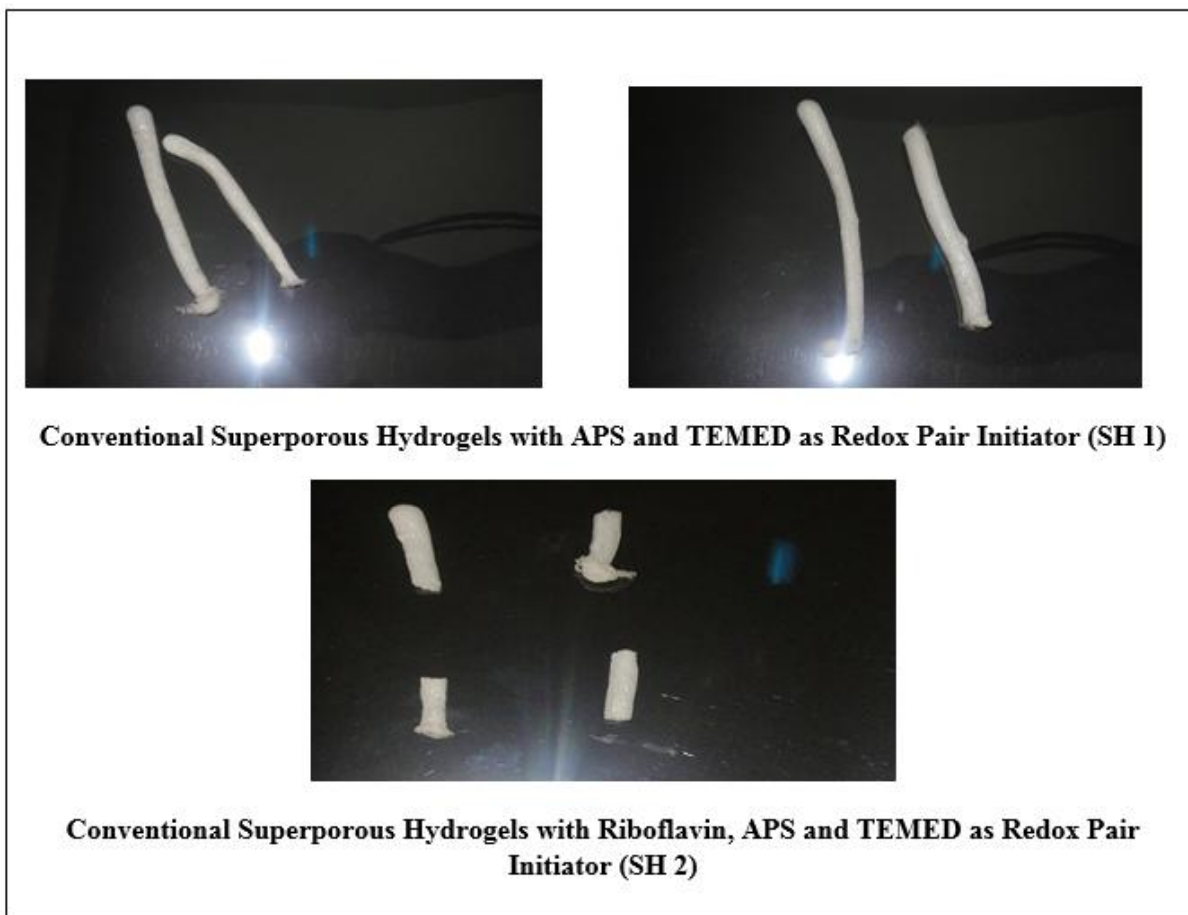 Conventional Superporous Hydrogels with APS and TEMED as Redox Pair Initiator (SH 1)
Conventional Superporous Hydrogels with Riboflavin, APS and TEMED as Redox Pair
Initiator (SH 2)